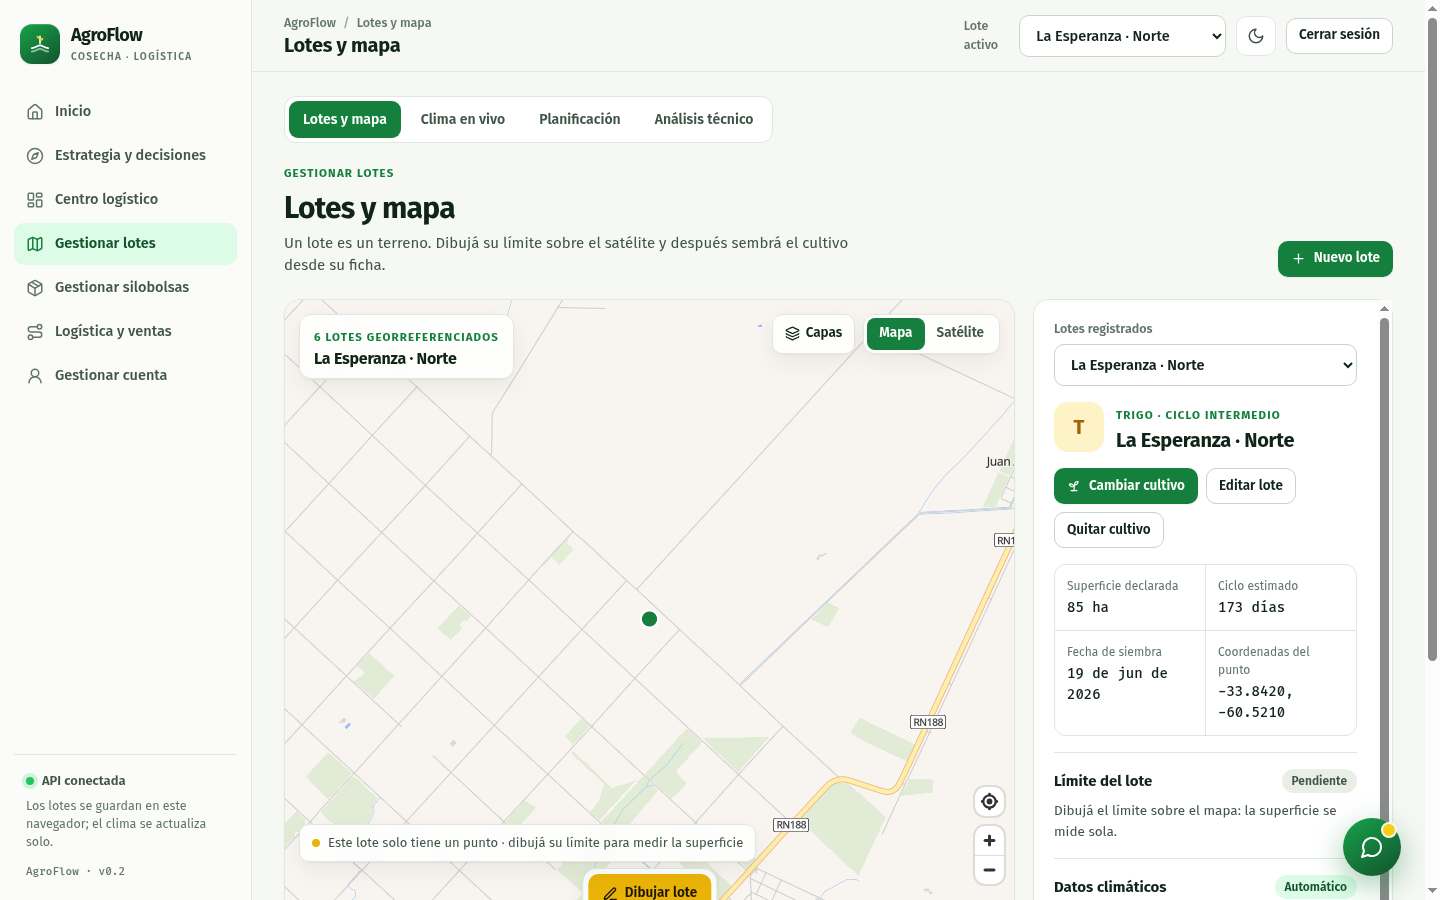 AgroFlow
COSECHA · LOGÍSTICA
Inicio
Estrategia y decisiones
Centro logístico
Gestionar lotes
Gestionar silobolsas
Logística y ventas
Gestionar cuenta
API conectada
Los lotes se guardan en este
navegador; el clima se actualiza
solo.
AgroFlow · v0.2
AgroFlow / Lotes y mapa
Lotes y mapa
Lote
activo
La Esperanza · Norte
Cerrar sesión
Lotes y mapa
Clima en vivo
Planificación
Análisis técnico
GESTIONAR LOTES
Lotes y mapa
Un lote es un terreno. Dibujá su límite sobre el satélite y después sembrá el cultivo
desde su ficha.
Nuevo lote
6 LOTES GEORREFERENCIADOS
La Esperanza · Norte
Capas
Mapa
Satélite
Juan
RN1
RN188
RN188
Este lote solo tiene un punto · dibujá su límite para medir la superficie
Dibujar lote
Lotes registrados
La Esperanza · Norte
T
TRIGO · CICLO INTERMEDIO
La Esperanza · Norte
Cambiar cultivo
Editar lote
Quitar cultivo
Superficie declarada
85 ha
Ciclo estimado
173 días
Fecha de siembra
19 de jun de
2026
Coordenadas del
punto
-33.8420,
-60.5210
Límite del lote
Pendiente
Dibujá el límite sobre el mapa: la superficie se
mide sola.
Datos climáticos
Automático